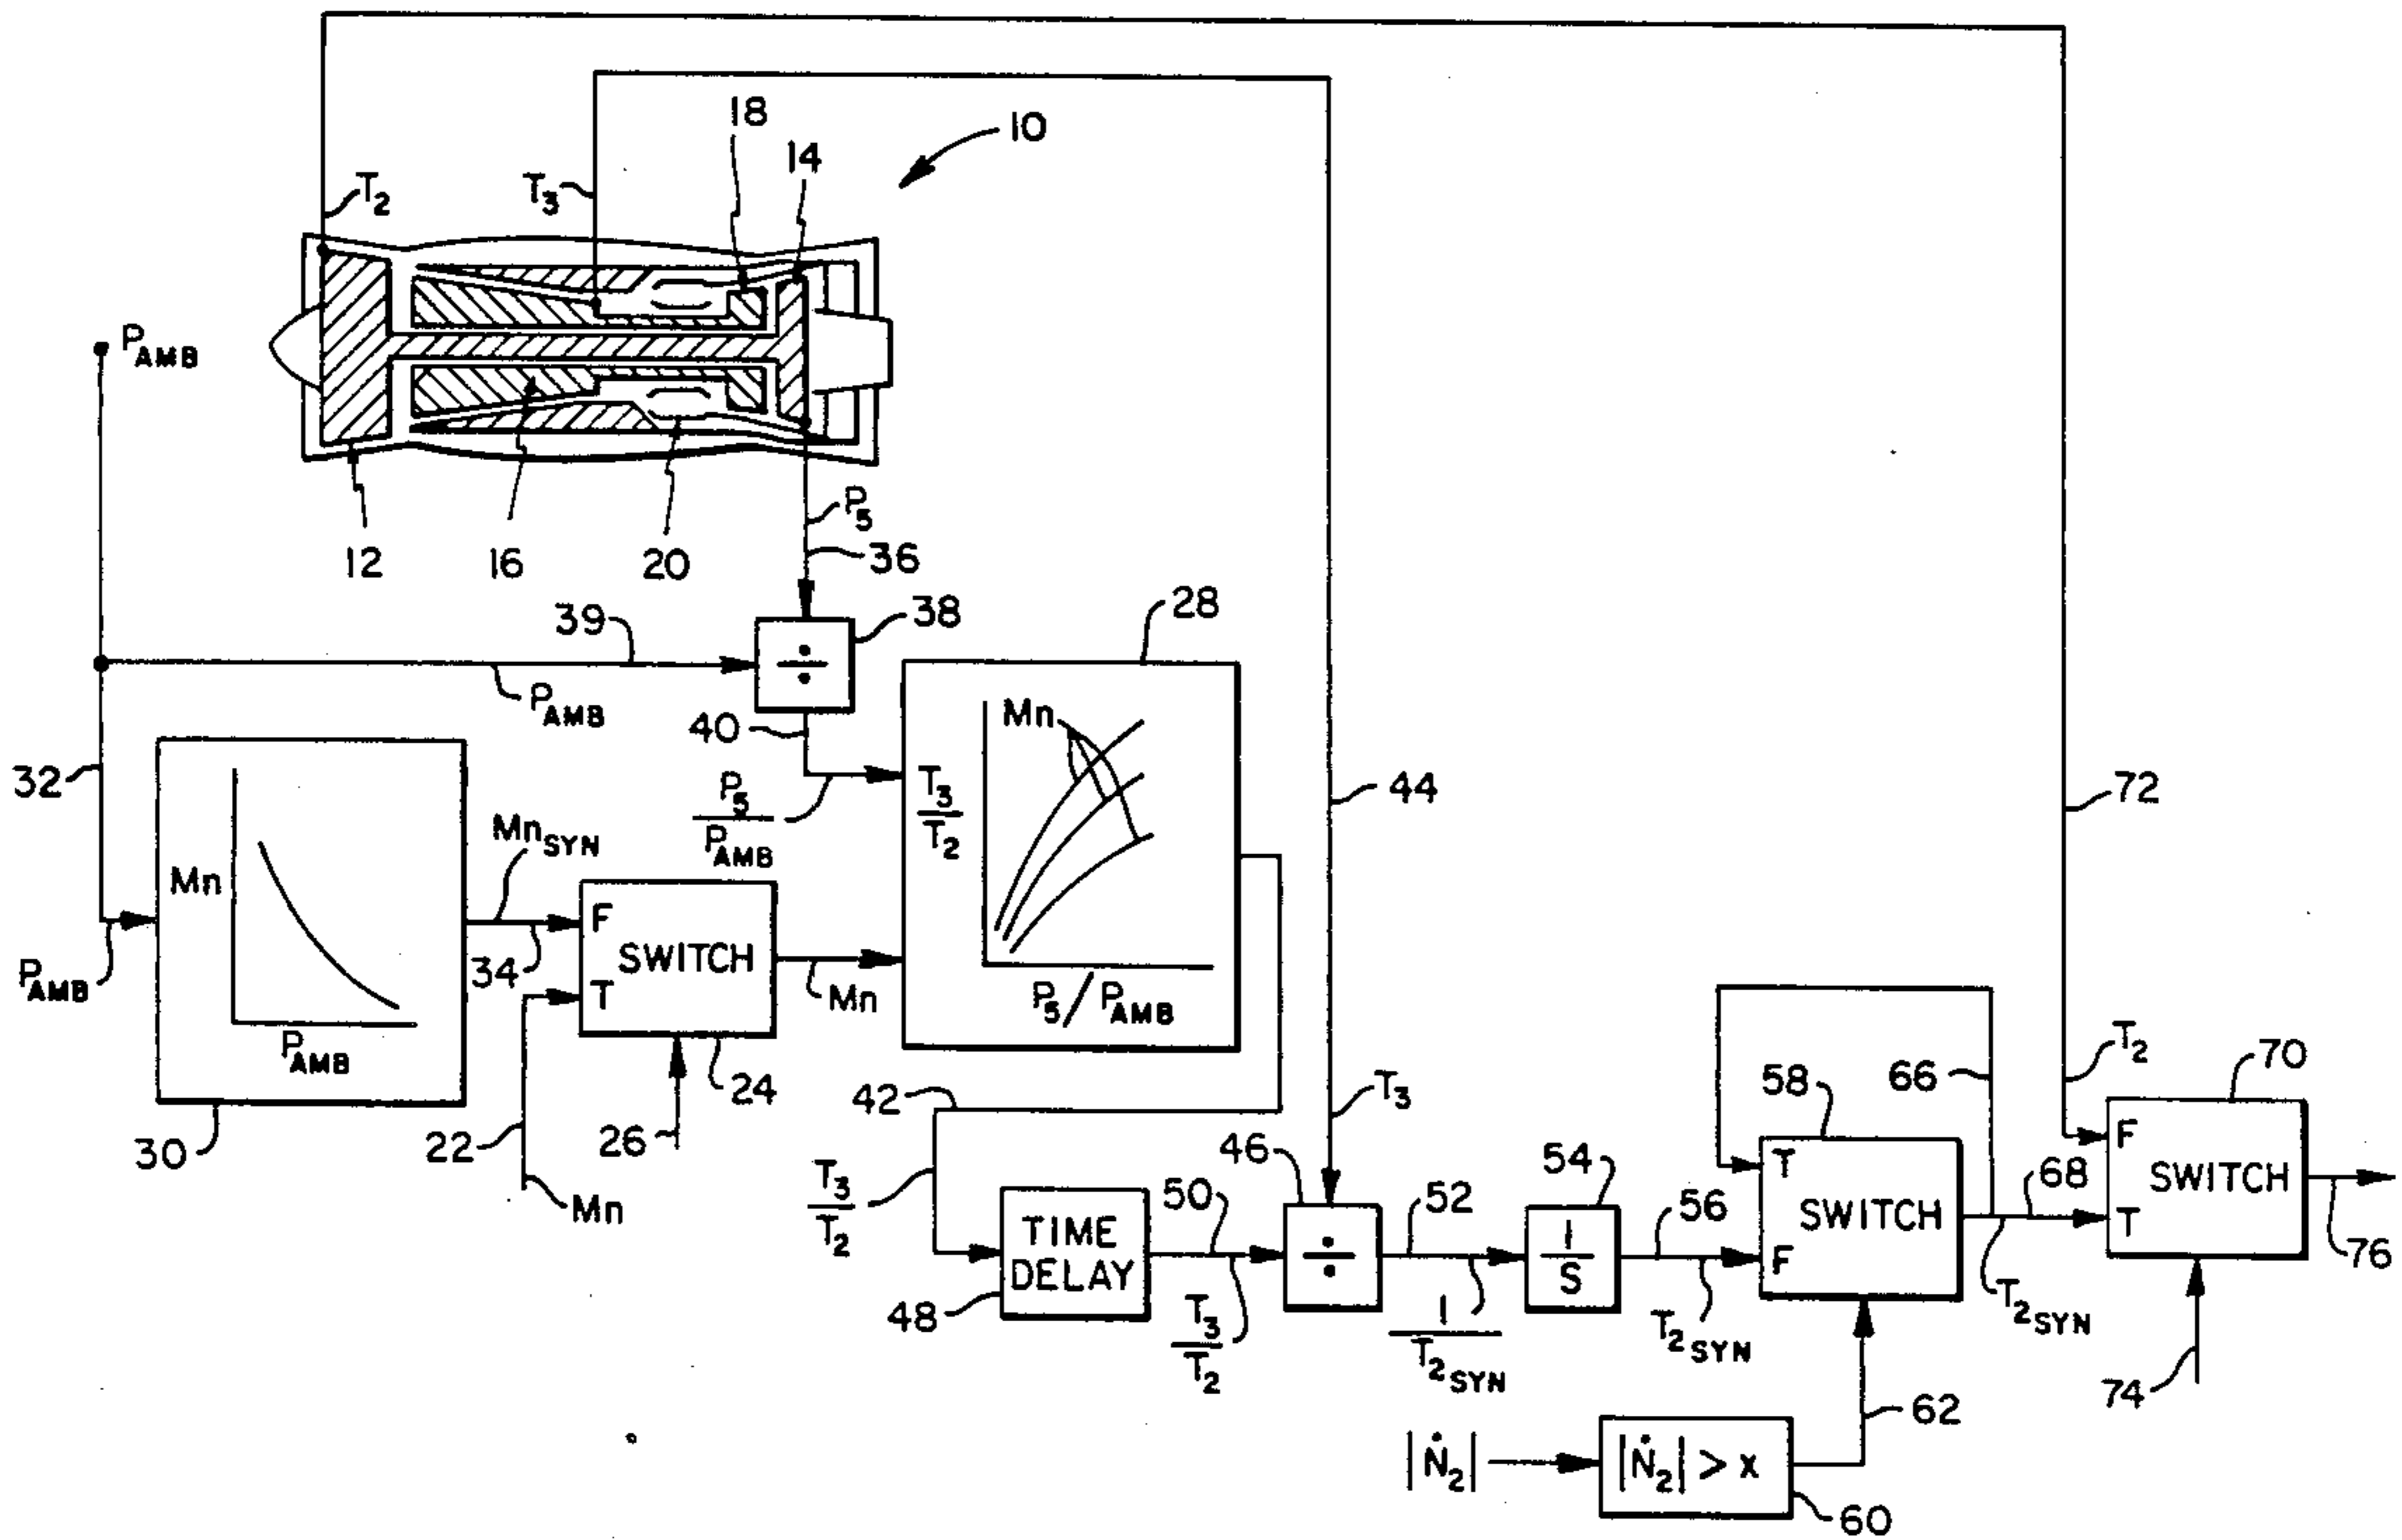 18
10
14
T2
T3
PAMB
P5
12
16
20
36
39
38
28
÷
PAMB
40
Mn
32
P5
PAMB
T3
T2
44
72
MnSYN
Mn
F
SWITCH
T
34
Mn
P5/PAMB
PAMB
PAMB
24
22
26
30
Mn
42
T3
T2
70
58
66
T3
T2
46
54
T
F
SWITCH
T
50
52
56
68
TIME
DELAY
÷
1
S
SWITCH
F
76
48
T3
T2
1
T2SYN
T2SYN
T2SYN
74
62
|Ṅ2|
|Ṅ2| > x
60